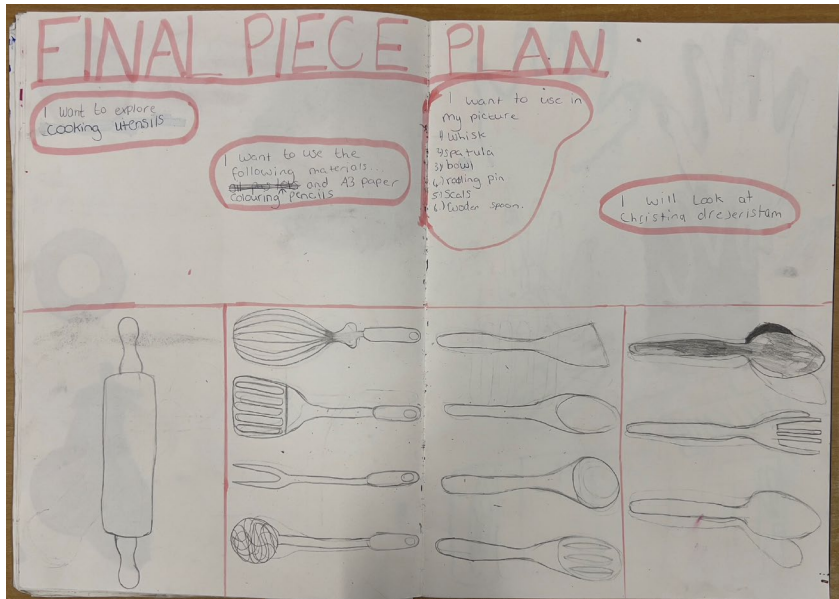 FINAL PIECE PLAN
I want to explore
cooking utensils
I want to use the
following materials...
and A3 paper
colouring pencils
I want to use in
my picture
1) whisk
2) spatula
3) bowl
4) rolling pin
5) Scals
6) wooden spoon.
I will look at
Christina